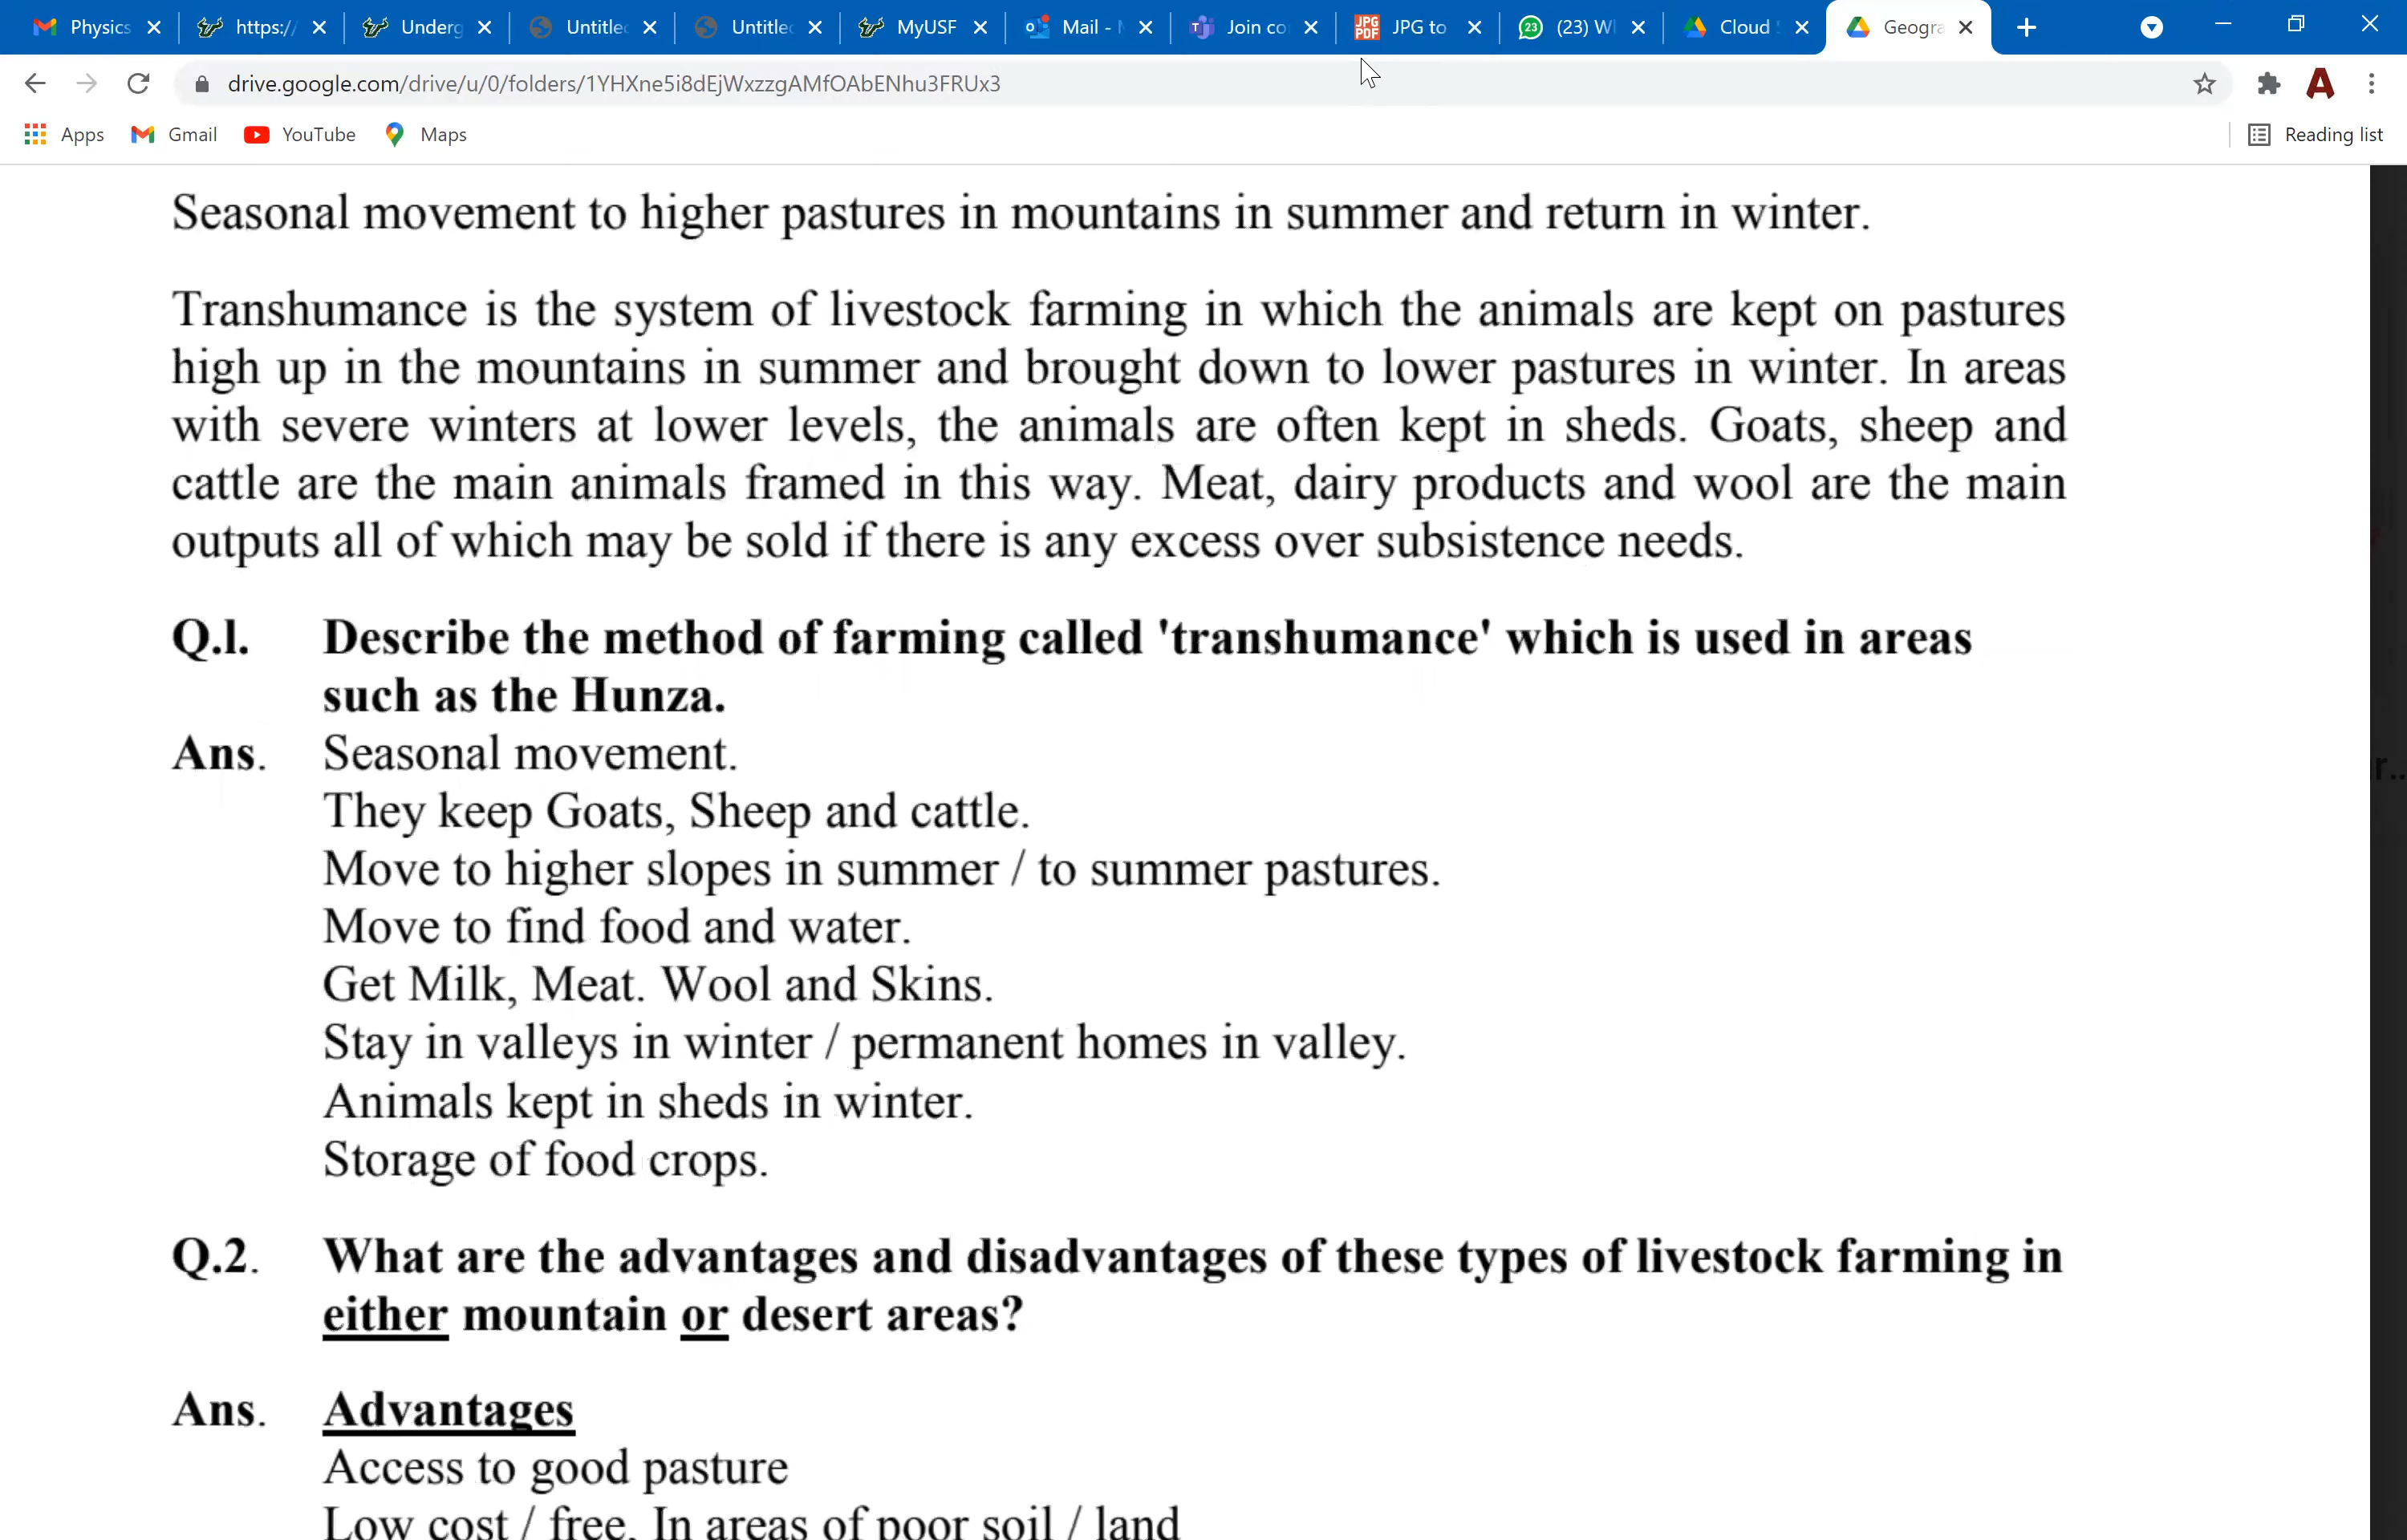 Physics https:// Underg Untitled Untitled MyUSF Mail - Join co JPG to (23) W Cloud Geogra
drive.google.com/drive/u/0/folders/1YHXne5i8dEjWxzzgAMfOAbENhu3FRUx3
Apps Gmail YouTube Maps Reading list
Seasonal movement to higher pastures in mountains in summer and return in winter.
Transhumance is the system of livestock farming in which the animals are kept on pastures
high up in the mountains in summer and brought down to lower pastures in winter. In areas
with severe winters at lower levels, the animals are often kept in sheds. Goats, sheep and
cattle are the main animals framed in this way. Meat, dairy products and wool are the main
outputs all of which may be sold if there is any excess over subsistence needs.
Q.l. Describe the method of farming called 'transhumance' which is used in areas
such as the Hunza.
Ans. Seasonal movement.
They keep Goats, Sheep and cattle.
Move to higher slopes in summer / to summer pastures.
Move to find food and water.
Get Milk, Meat. Wool and Skins.
Stay in valleys in winter / permanent homes in valley.
Animals kept in sheds in winter.
Storage of food crops.
Q.2. What are the advantages and disadvantages of these types of livestock farming in
either mountain or desert areas?
Ans. Advantages
Access to good pasture
Low cost / free. In areas of poor soil / land